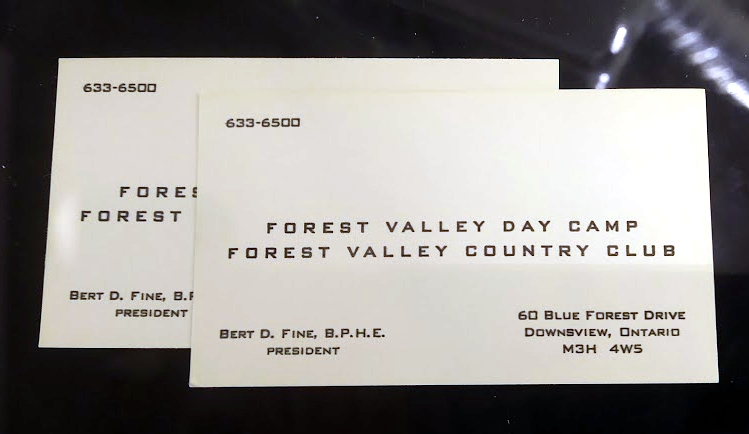 633-6500
FOREST
BERT D. FINE,
PRESIDENT
633-6500
FOREST VALLEY DAY CAMP
FOREST VALLEY COUNTRY CLUB
BERT D. FINE, B.P.H.E.
PRESIDENT
60 BLUE FOREST DRIVE
DOWNSVIEW, ONTARIO
M3H 4W5